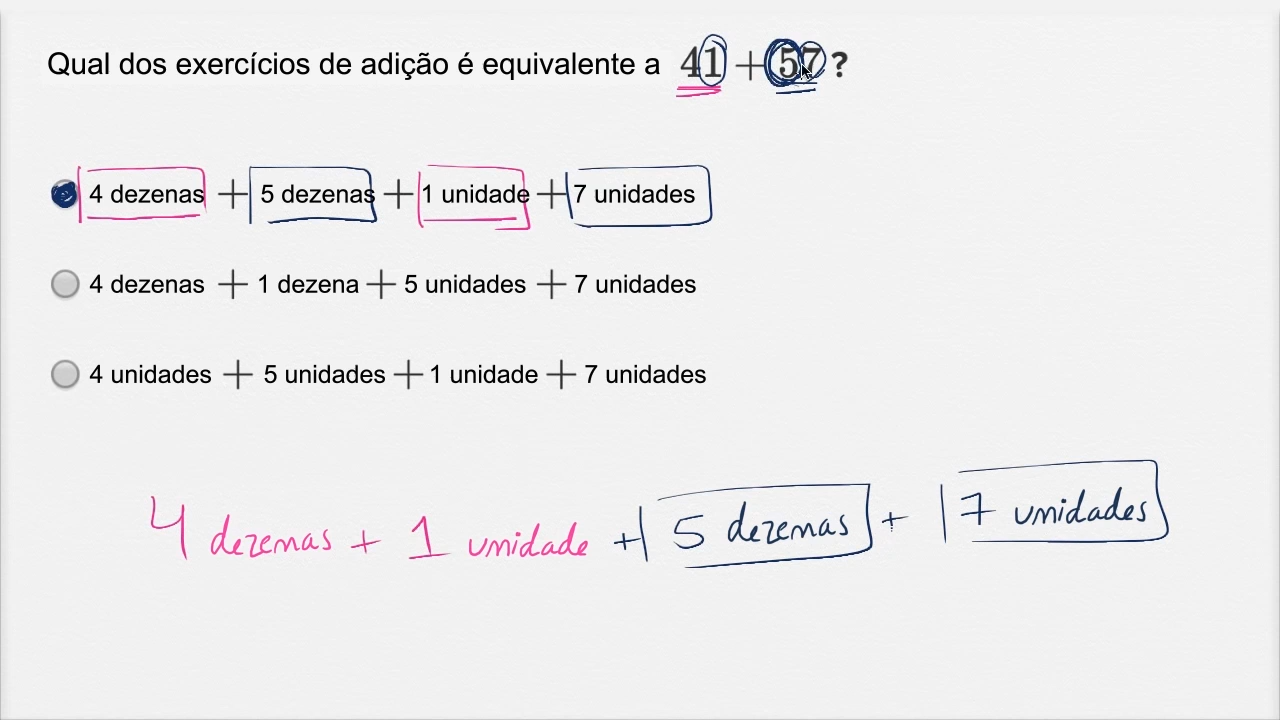 Qual dos exercícios de adição é equivalente a 41 + 57 ?
4 dezenas + 5 dezenas + 1 unidade + 7 unidades
4 dezenas + 1 dezena + 5 unidades + 7 unidades
4 unidades + 5 unidades + 1 unidade + 7 unidades
4 dezenas + 1 unidade + 5 dezenas + 7 unidades